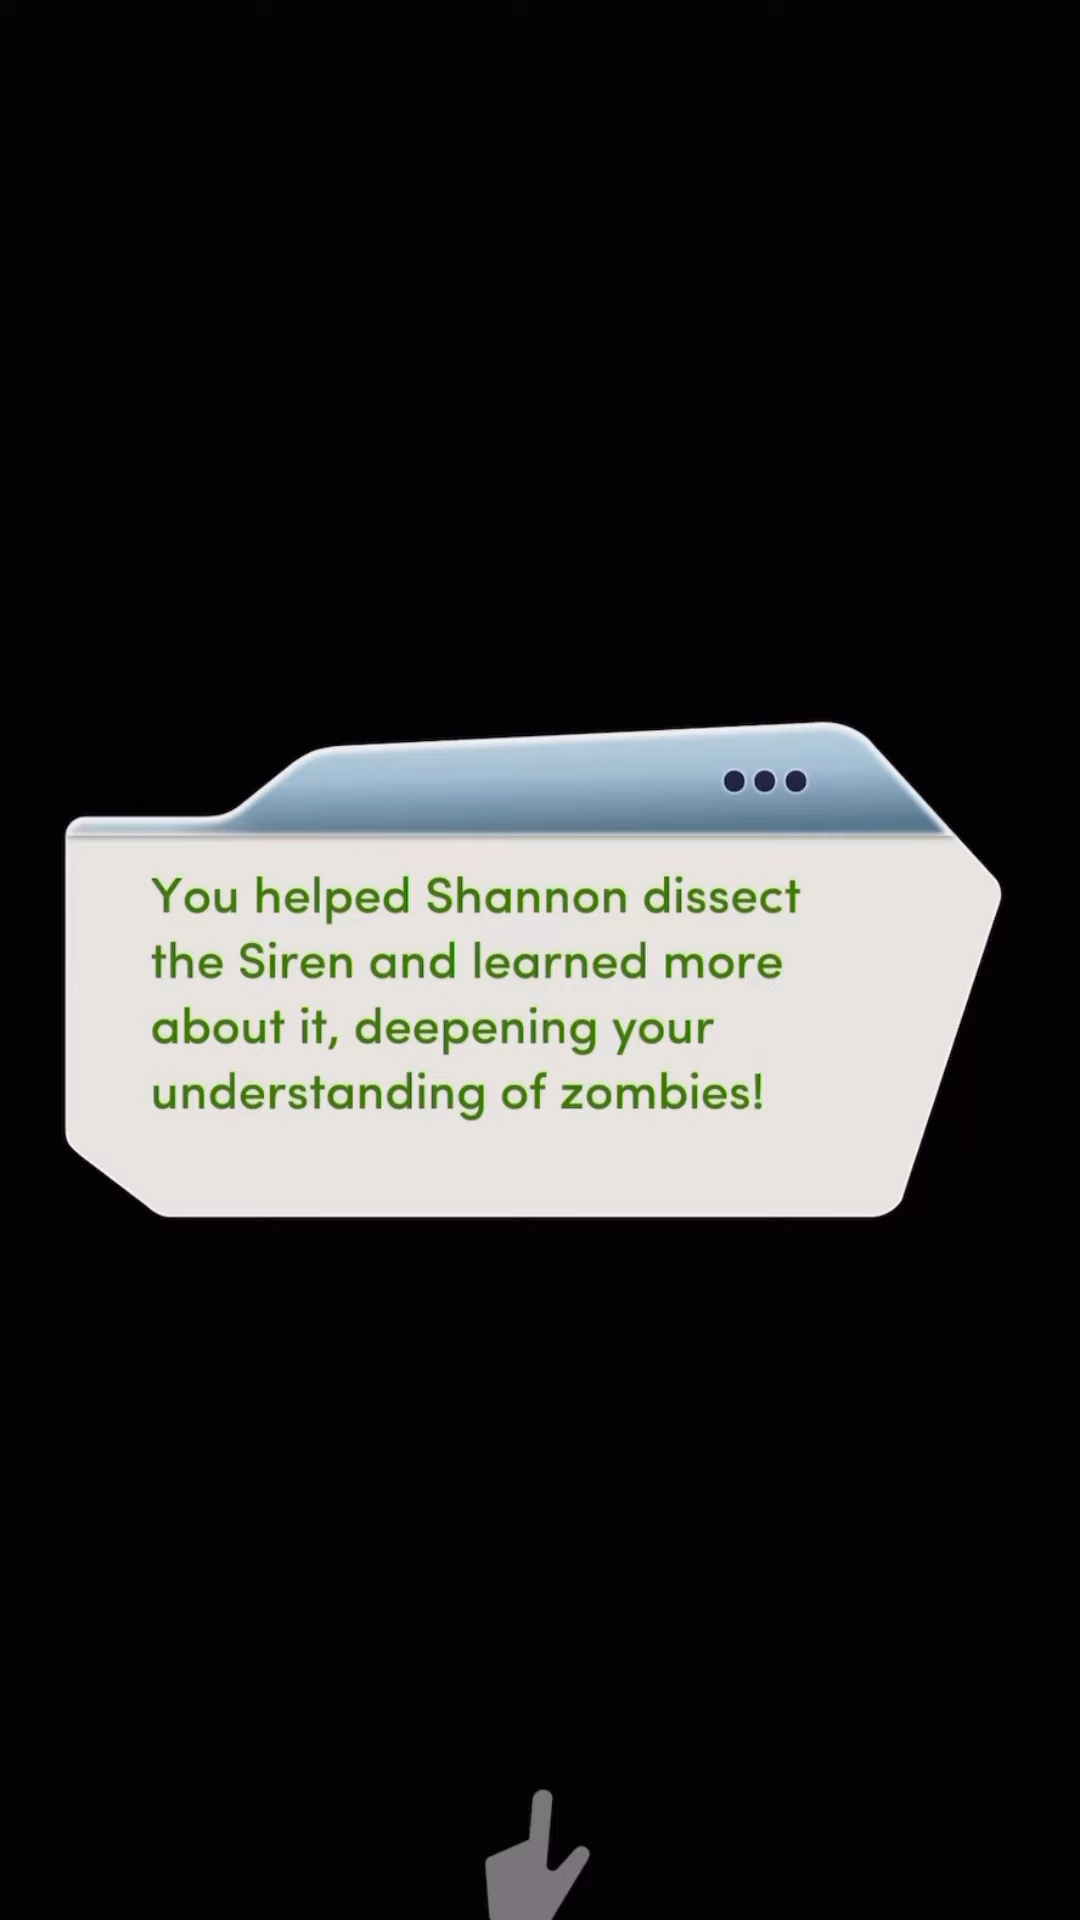 You helped Shannon dissect
the Siren and learned more
about it, deepening your
understanding of zombies!